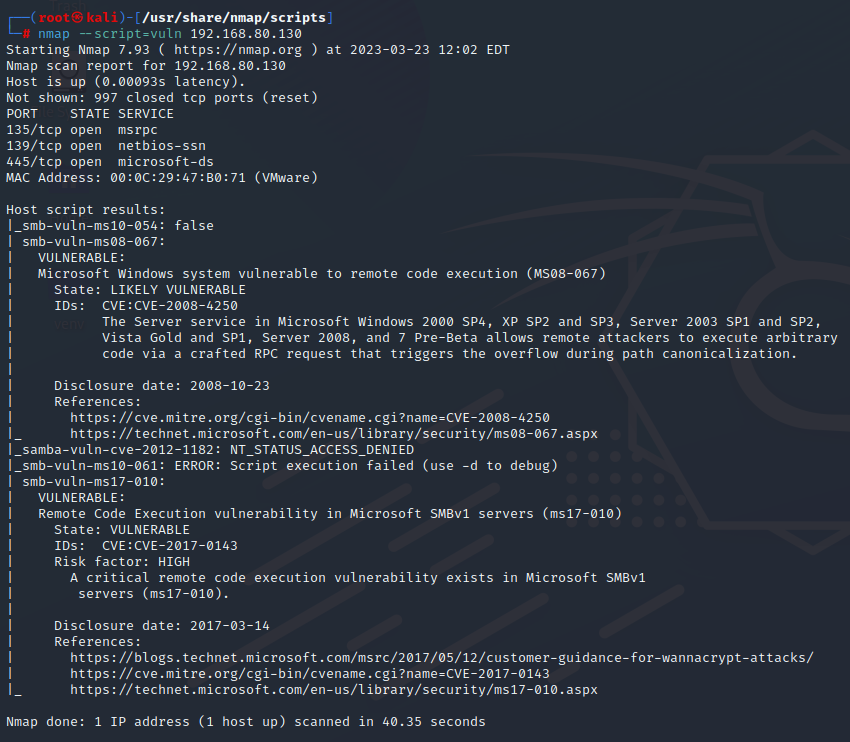 ┌──(root㉿kali)-[/usr/share/nmap/scripts]
└─# nmap --script=vuln 192.168.80.130
Starting Nmap 7.93 ( https://nmap.org ) at 2023-03-23 12:02 EDT
Nmap scan report for 192.168.80.130
Host is up (0.00093s latency).
Not shown: 997 closed tcp ports (reset)
PORT    STATE SERVICE
135/tcp open  msrpc
139/tcp open  netbios-ssn
445/tcp open  microsoft-ds
MAC Address: 00:0C:29:47:B0:71 (VMware)

Host script results:
|_smb-vuln-ms10-054: false
| smb-vuln-ms08-067:
|   VULNERABLE:
|   Microsoft Windows system vulnerable to remote code execution (MS08-067)
|     State: LIKELY VULNERABLE
|     IDs:  CVE:CVE-2008-4250
|           The Server service in Microsoft Windows 2000 SP4, XP SP2 and SP3, Server 2003 SP1 and SP2,
|           Vista Gold and SP1, Server 2008, and 7 Pre-Beta allows remote attackers to execute arbitrary
|           code via a crafted RPC request that triggers the overflow during path canonicalization.
|
|     Disclosure date: 2008-10-23
|     References:
|       https://cve.mitre.org/cgi-bin/cvename.cgi?name=CVE-2008-4250
|_      https://technet.microsoft.com/en-us/library/security/ms08-067.aspx
|_samba-vuln-cve-2012-1182: NT_STATUS_ACCESS_DENIED
|_smb-vuln-ms10-061: ERROR: Script execution failed (use -d to debug)
| smb-vuln-ms17-010:
|   VULNERABLE:
|   Remote Code Execution vulnerability in Microsoft SMBv1 servers (ms17-010)
|     State: VULNERABLE
|     IDs:  CVE:CVE-2017-0143
|     Risk factor: HIGH
|       A critical remote code execution vulnerability exists in Microsoft SMBv1
|        servers (ms17-010).
|
|     Disclosure date: 2017-03-14
|     References:
|       https://blogs.technet.microsoft.com/msrc/2017/05/12/customer-guidance-for-wannacrypt-attacks/
|       https://cve.mitre.org/cgi-bin/cvename.cgi?name=CVE-2017-0143
|_      https://technet.microsoft.com/en-us/library/security/ms17-010.aspx

Nmap done: 1 IP address (1 host up) scanned in 40.35 seconds